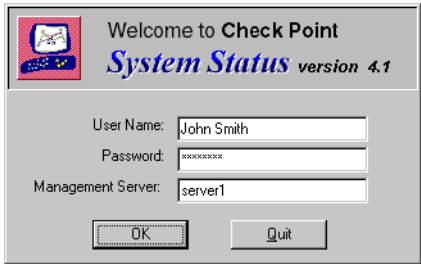 Welcome to Check Point
System Status version 4.1
User Name: John Smith
Password: xxxxxxxx
Management Server: server1
OK Quit